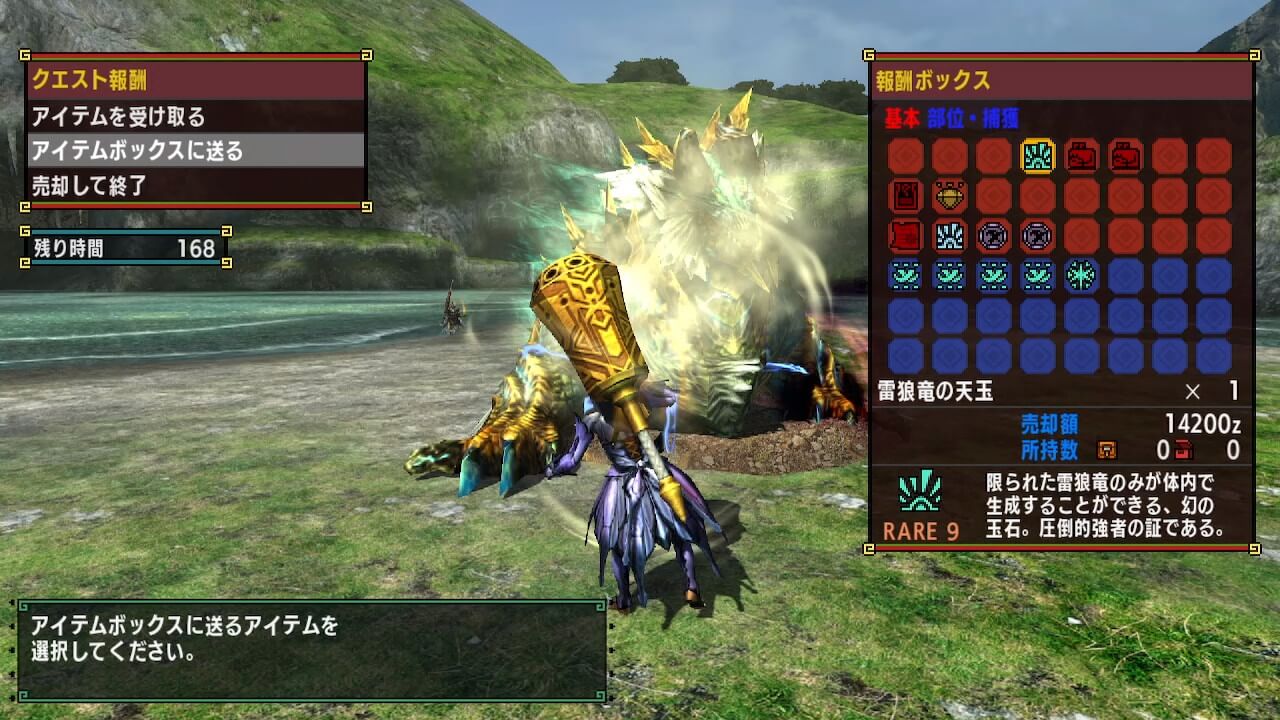 クエスト報酬
アイテムを受け取る
アイテムボックスに送る
売却して終了
残り時間 168
報酬ボックス
基本 部位・捕獲
雷狼竜の天玉 × 1
売却額 14200z
所持数 0 0
限られた雷狼竜のみが体内で
生成することができる、幻の
玉石。圧倒的強者の証である。
RARE 9
アイテムボックスに送るアイテムを
選択してください。